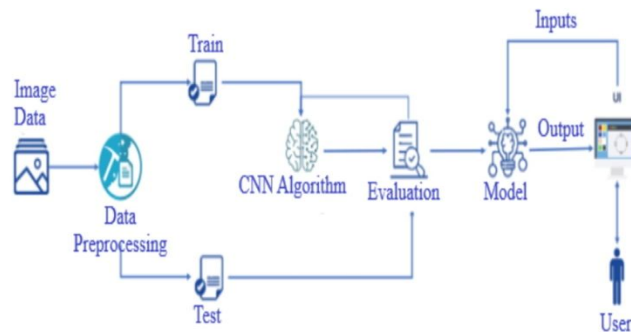 Inputs
Train
Image
Data
UI
Output
CNN Algorithm
Evaluation
Model
Data
Preprocessing
Test
User